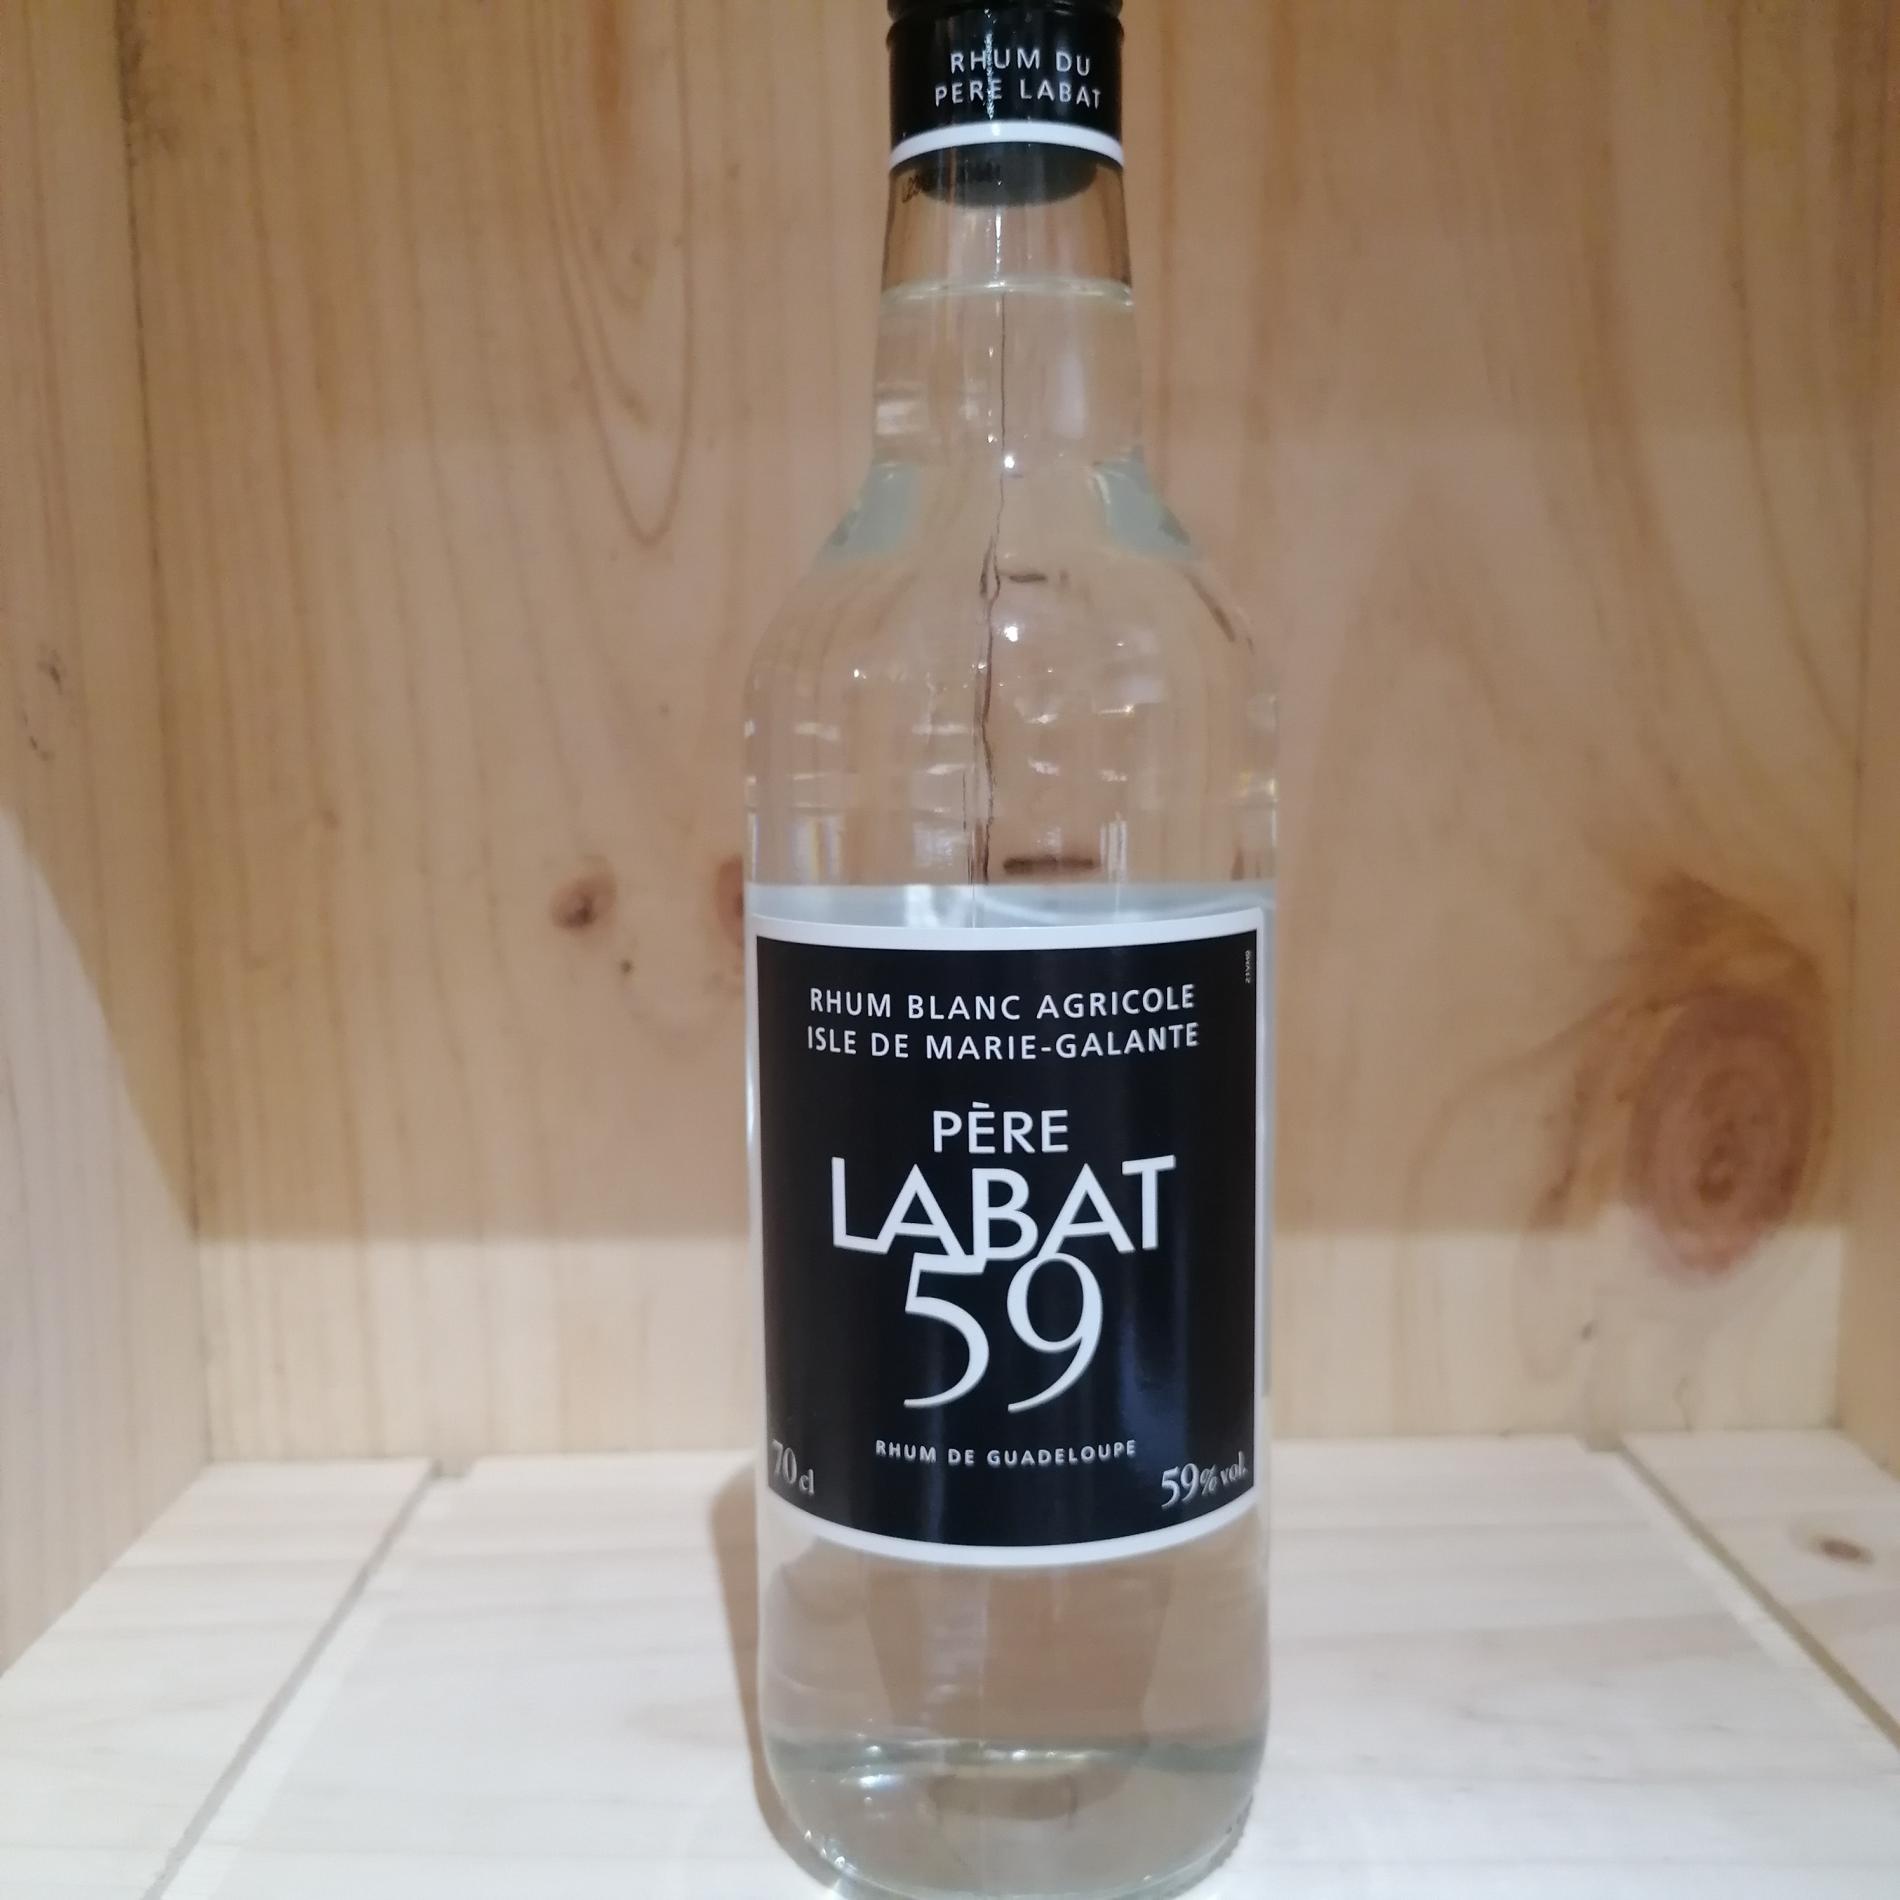 RHUM DU
PERE LABAT
RHUM BLANC AGRICOLE
ISLE DE MARIE-GALANTE
PÈRE
LABAT
59
RHUM DE GUADELOUPE
70 cl
59% vol.